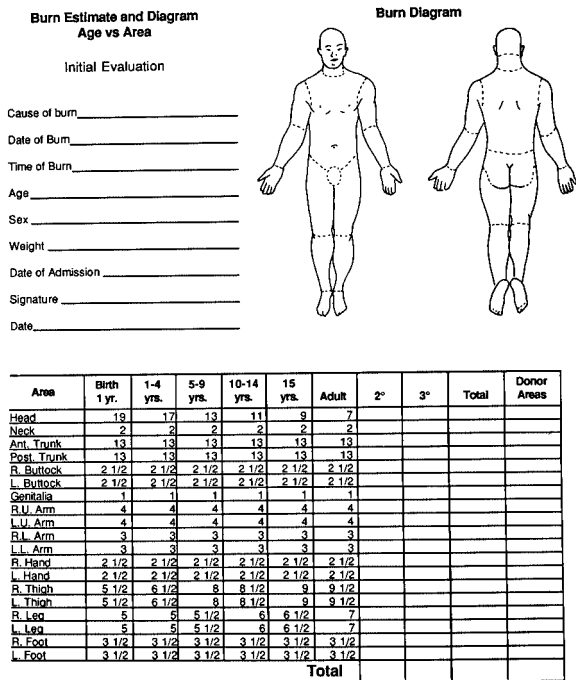 Burn Estimate and Diagram
Age vs Area
Initial Evaluation
Cause of burn
Date of Burn
Time of Burn
Age
Sex
Weight
Date of Admission
Signature
Date
Burn Diagram
Area Birth 1 yr. 1-4 yrs. 5-9 yrs. 10-14 yrs. 15 yrs. Adult 2° 3° Total Donor Areas
Head 19 17 13 11 9 7
Neck 2 2 2 2 2 2
Ant. Trunk 13 13 13 13 13 13
Post. Trunk 13 13 13 13 13 13
R. Buttock 2 1/2 2 1/2 2 1/2 2 1/2 2 1/2 2 1/2
L. Buttock 2 1/2 2 1/2 2 1/2 2 1/2 2 1/2 2 1/2
Genitalia 1 1 1 1 1 1
R.U. Arm 4 4 4 4 4 4
L.U. Arm 4 4 4 4 4 4
R.L. Arm 3 3 3 3 3 3
L.L. Arm 3 3 3 3 3 3
R. Hand 2 1/2 2 1/2 2 1/2 2 1/2 2 1/2 2 1/2
L. Hand 2 1/2 2 1/2 2 1/2 2 1/2 2 1/2 2 1/2
R. Thigh 5 1/2 6 1/2 8 8 1/2 9 9 1/2
L. Thigh 5 1/2 6 1/2 8 8 1/2 9 9 1/2
R. Leg 5 5 5 1/2 6 6 1/2 7
L. Leg 5 5 5 1/2 6 6 1/2 7
R. Foot 3 1/2 3 1/2 3 1/2 3 1/2 3 1/2 3 1/2
L. Foot 3 1/2 3 1/2 3 1/2 3 1/2 3 1/2 3 1/2
Total